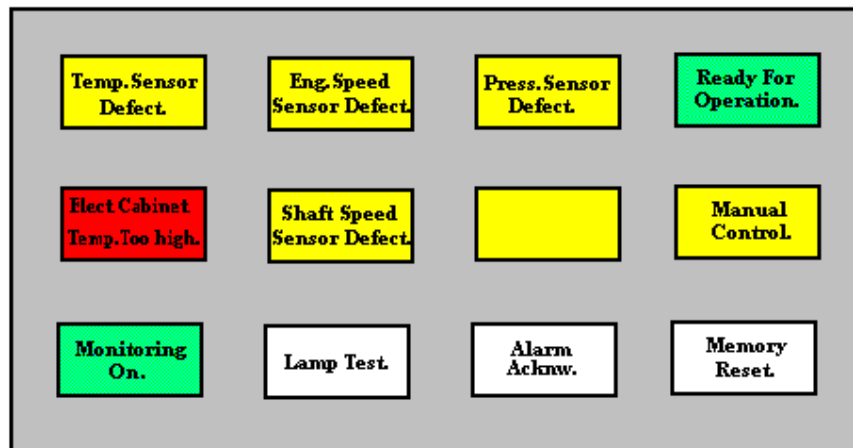 Temp.Sensor
Defect.
Eng.Speed
Sensor Defect.
Press.Sensor
Defect.
Ready For
Operation.
Elect Cabinet
Temp.Too high.
Shaft Speed
Sensor Defect.
Manual
Control.
Monitoring
On.
Lamp Test.
Alarm
Acknw.
Memory
Reset.